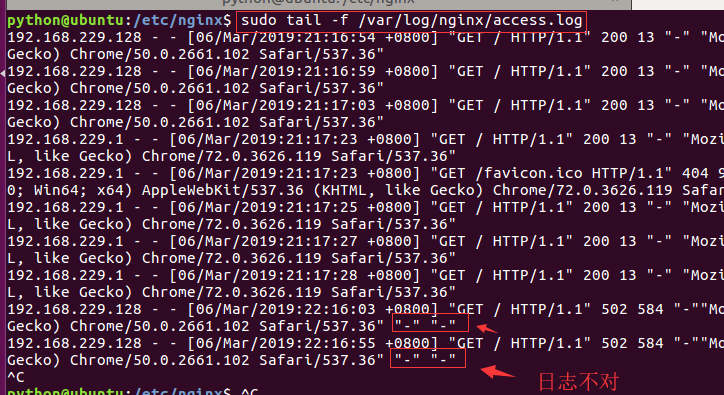 python@ubuntu: /etc/nginx
python@ubuntu:/etc/nginx$ sudo tail -f /var/log/nginx/access.log
192.168.229.128 - - [06/Mar/2019:21:16:54 +0800] "GET / HTTP/1.1" 200 13 "-" "Mo
Gecko) Chrome/50.0.2661.102 Safari/537.36"
192.168.229.128 - - [06/Mar/2019:21:16:59 +0800] "GET / HTTP/1.1" 200 13 "-" "Mo
Gecko) Chrome/50.0.2661.102 Safari/537.36"
192.168.229.128 - - [06/Mar/2019:21:17:03 +0800] "GET / HTTP/1.1" 200 13 "-" "Mo
Gecko) Chrome/50.0.2661.102 Safari/537.36"
192.168.229.1 - - [06/Mar/2019:21:17:23 +0800] "GET / HTTP/1.1" 200 13 "-" "Mozi
L, like Gecko) Chrome/72.0.3626.119 Safari/537.36"
192.168.229.1 - - [06/Mar/2019:21:17:23 +0800] "GET /favicon.ico HTTP/1.1" 404 9
0; Win64; x64) AppleWebKit/537.36 (KHTML, like Gecko) Chrome/72.0.3626.119 Safar
192.168.229.1 - - [06/Mar/2019:21:17:25 +0800] "GET / HTTP/1.1" 200 13 "-" "Mozi
L, like Gecko) Chrome/72.0.3626.119 Safari/537.36"
192.168.229.1 - - [06/Mar/2019:21:17:27 +0800] "GET / HTTP/1.1" 200 13 "-" "Mozi
L, like Gecko) Chrome/72.0.3626.119 Safari/537.36"
192.168.229.1 - - [06/Mar/2019:21:17:28 +0800] "GET / HTTP/1.1" 200 13 "-" "Mozi
L, like Gecko) Chrome/72.0.3626.119 Safari/537.36"
192.168.229.128 - - [06/Mar/2019:22:16:03 +0800] "GET / HTTP/1.1" 502 584 "-""Mo
Gecko) Chrome/50.0.2661.102 Safari/537.36" "-" "-"
192.168.229.128 - - [06/Mar/2019:22:16:55 +0800] "GET / HTTP/1.1" 502 584 "-""Mo
Gecko) Chrome/50.0.2661.102 Safari/537.36" "-" "-"
^C
日志不对
python@ubuntu:/etc/nginx$ ^C